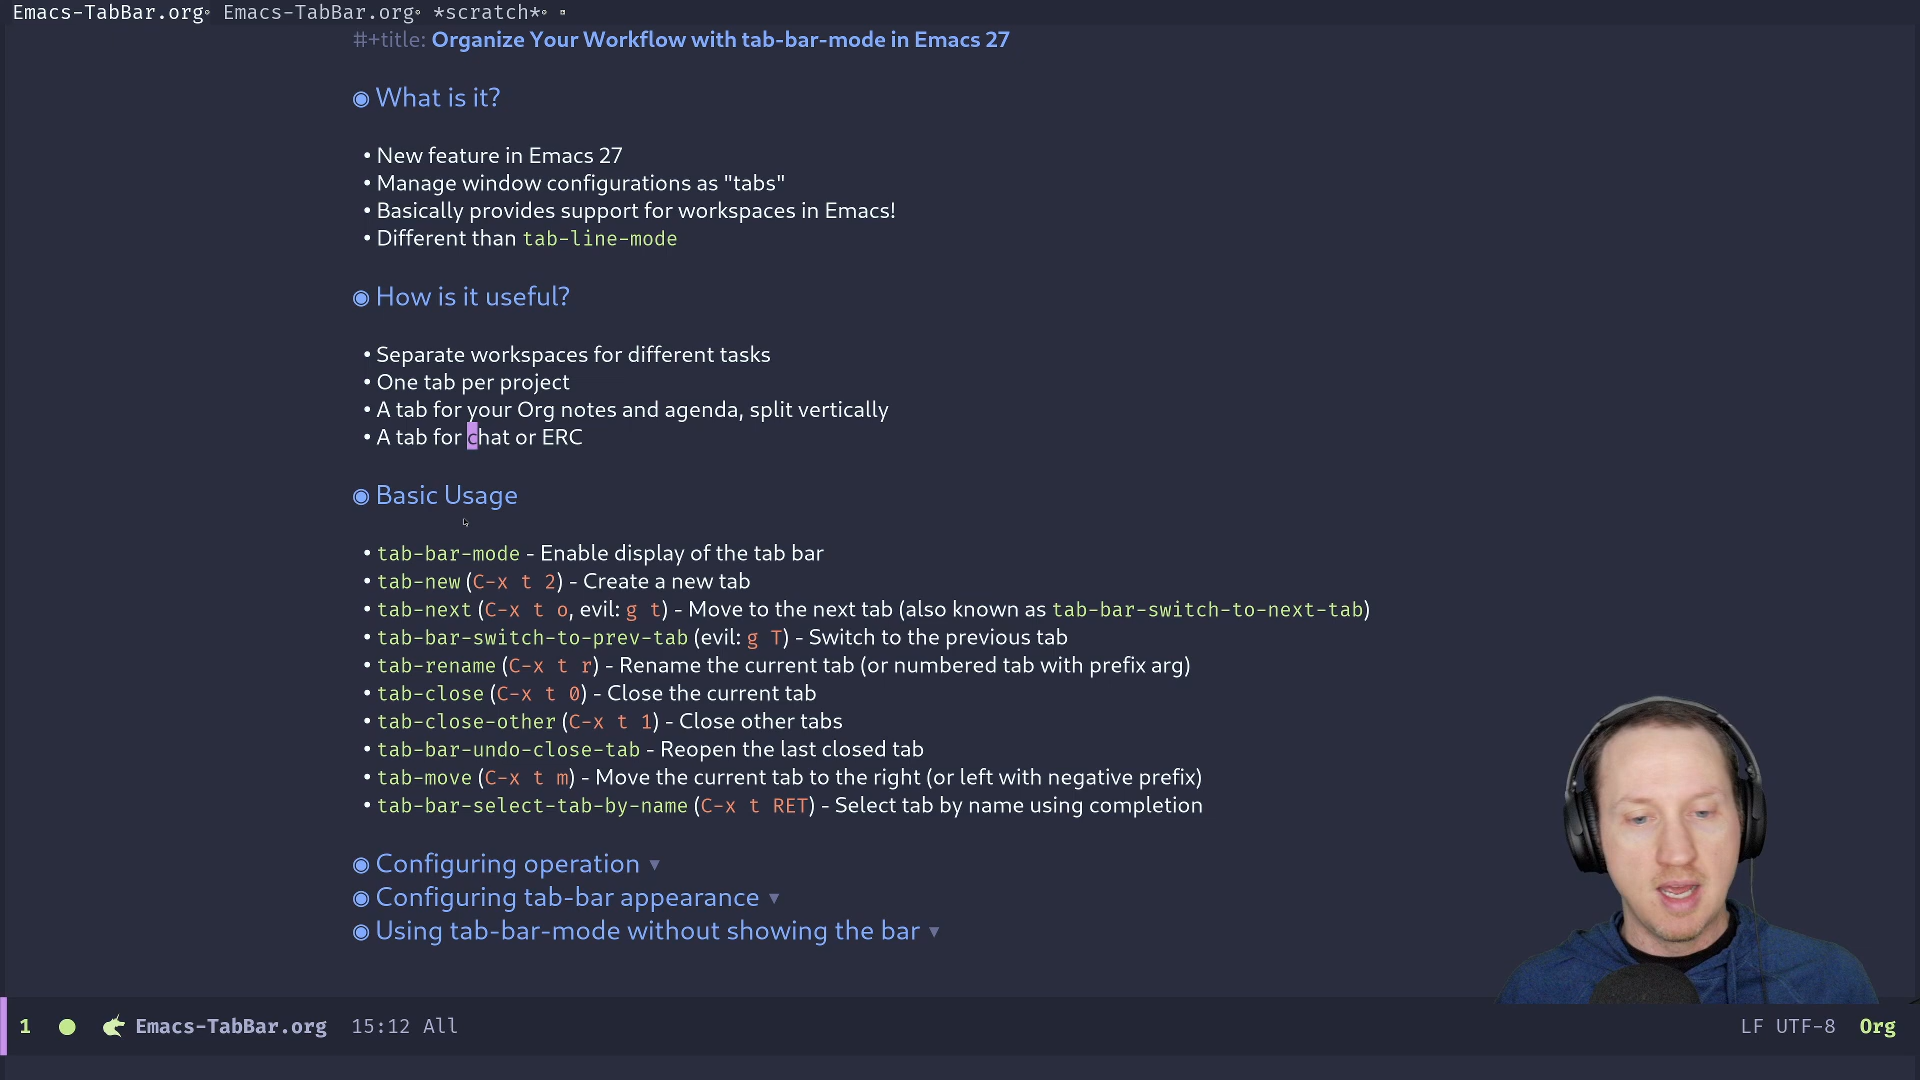 Emacs-TabBar.org Emacs-TabBar.org *scratch*
#+title: Organize Your Workflow with tab-bar-mode in Emacs 27
◉ What is it?
• New feature in Emacs 27
• Manage window configurations as "tabs"
• Basically provides support for workspaces in Emacs!
• Different than tab-line-mode
◉ How is it useful?
• Separate workspaces for different tasks
• One tab per project
• A tab for your Org notes and agenda, split vertically
• A tab for chat or ERC
◉ Basic Usage
• tab-bar-mode - Enable display of the tab bar
• tab-new (C-x t 2) - Create a new tab
• tab-next (C-x t o, evil: g t) - Move to the next tab (also known as tab-bar-switch-to-next-tab)
• tab-bar-switch-to-prev-tab (evil: g T) - Switch to the previous tab
• tab-rename (C-x t r) - Rename the current tab (or numbered tab with prefix arg)
• tab-close (C-x t 0) - Close the current tab
• tab-close-other (C-x t 1) - Close other tabs
• tab-bar-undo-close-tab - Reopen the last closed tab
• tab-move (C-x t m) - Move the current tab to the right (or left with negative prefix)
• tab-bar-select-tab-by-name (C-x t RET) - Select tab by name using completion
◉ Configuring operation ▾
◉ Configuring tab-bar appearance ▾
◉ Using tab-bar-mode without showing the bar ▾
1 Emacs-TabBar.org 15:12 All LF UTF-8 Org